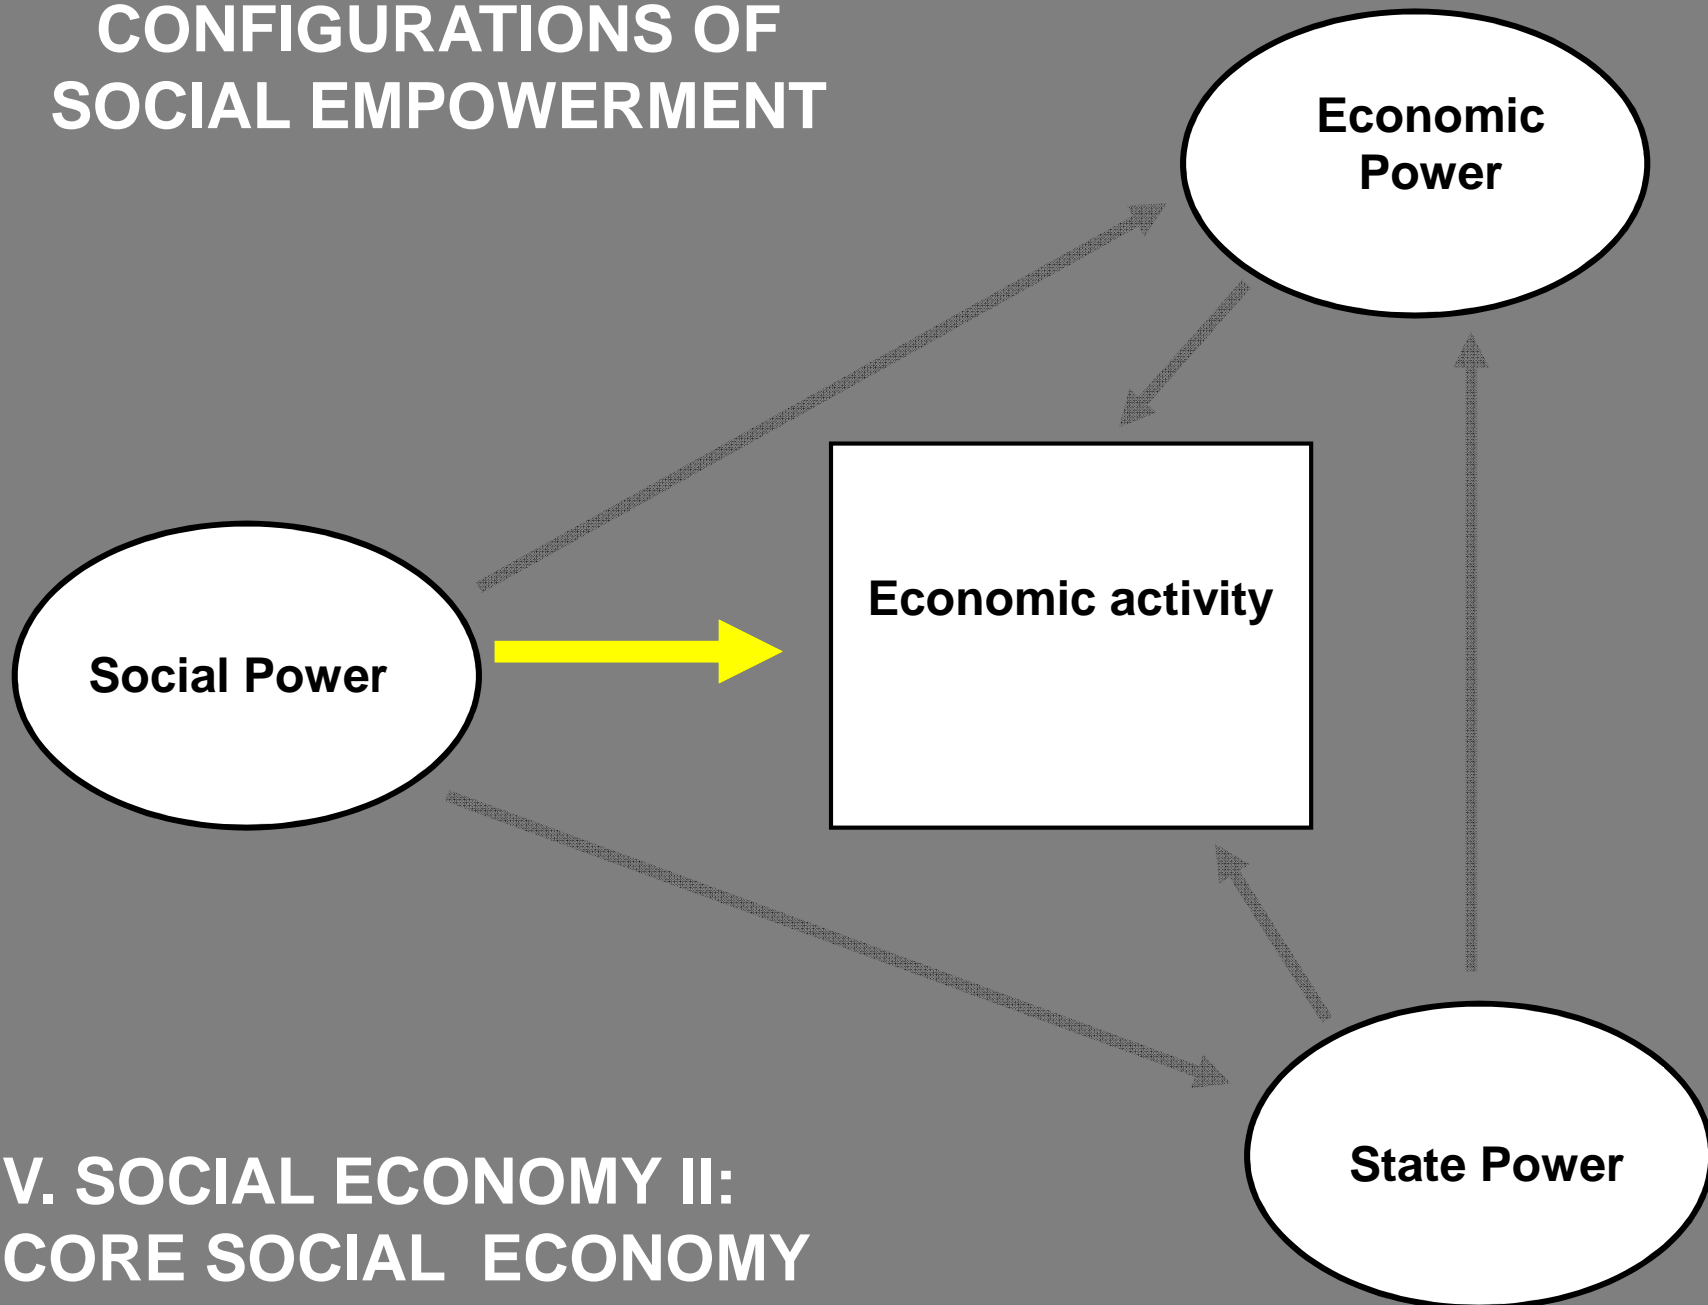 CONFIGURATIONS OF
SOCIAL EMPOWERMENT
Economic
Power
Economic activity
Social Power
State Power
V. SOCIAL ECONOMY II:
CORE SOCIAL ECONOMY